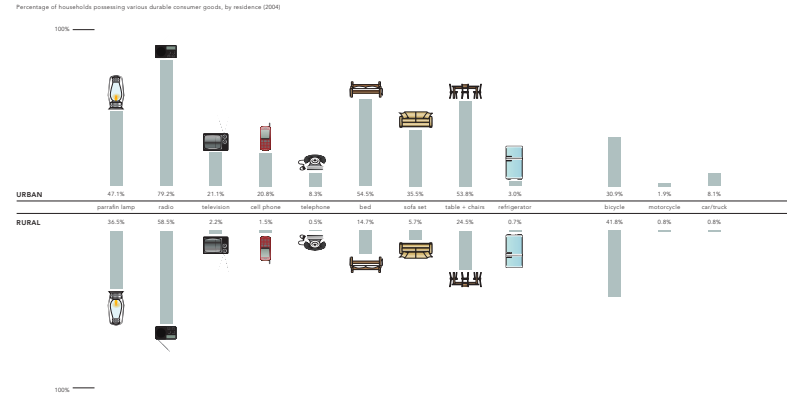 Percentage of households possessing various durable consumer goods, by residence (2004)
100%
URBAN 47.1% 79.2% 21.1% 20.8% 8.3% 54.5% 35.5% 53.8% 3.0% 30.9% 1.9% 8.1%
parrafin lamp radio television cell phone telephone bed sofa set table + chairs refrigerator bicycle motorcycle car/truck
RURAL 36.5% 58.5% 2.2% 1.5% 0.5% 14.7% 5.7% 24.5% 0.7% 41.8% 0.8% 0.8%
100%